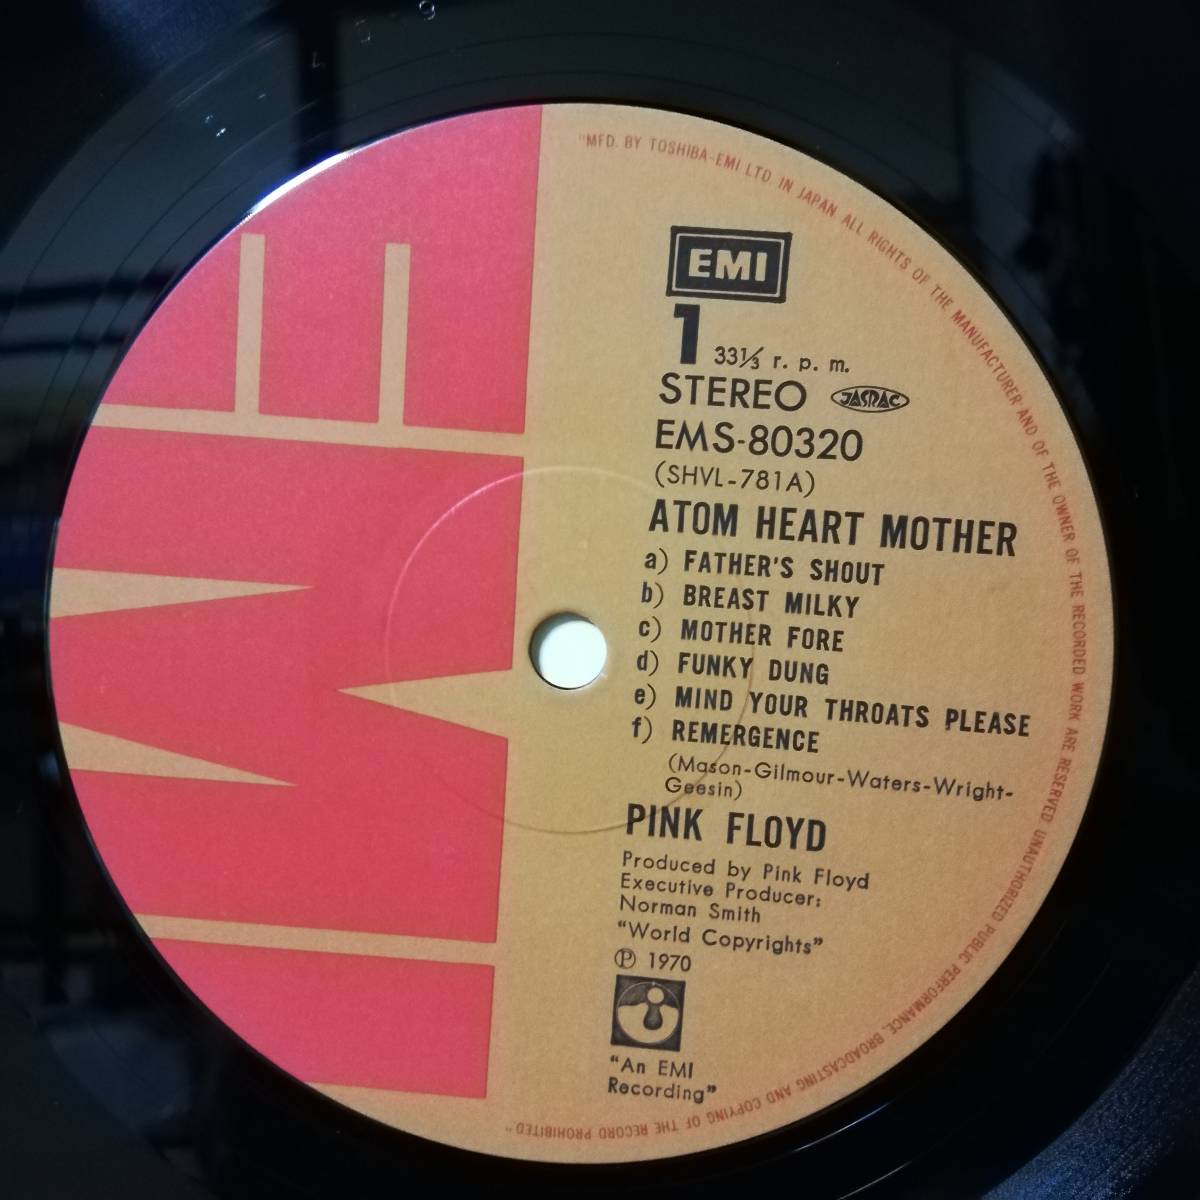 "MFD. BY TOSHIBA-EMI LTD. IN JAPAN ALL RIGHTS OF THE MANUFACTURER AND OF THE OWNER OF THE RECORDED WORK ARE RESERVED. UNAUTHORIZED PUBLIC PERFORMANCE, BROADCASTING AND COPYING OF THE RECORD PROHIBITED"
EMI
EMI
1 33⅓ r. p. m.
STEREO JASRAC
EMS-80320
(SHVL-781A)
ATOM HEART MOTHER
a) FATHER'S SHOUT
b) BREAST MILKY
c) MOTHER FORE
d) FUNKY DUNG
e) MIND YOUR THROATS PLEASE
f) REMERGENCE
(Mason-Gilmour-Waters-Wright-
Geesin)
PINK FLOYD
Produced by Pink Floyd
Executive Producer:
Norman Smith
"World Copyrights"
Ⓟ 1970
"An EMI
Recording"